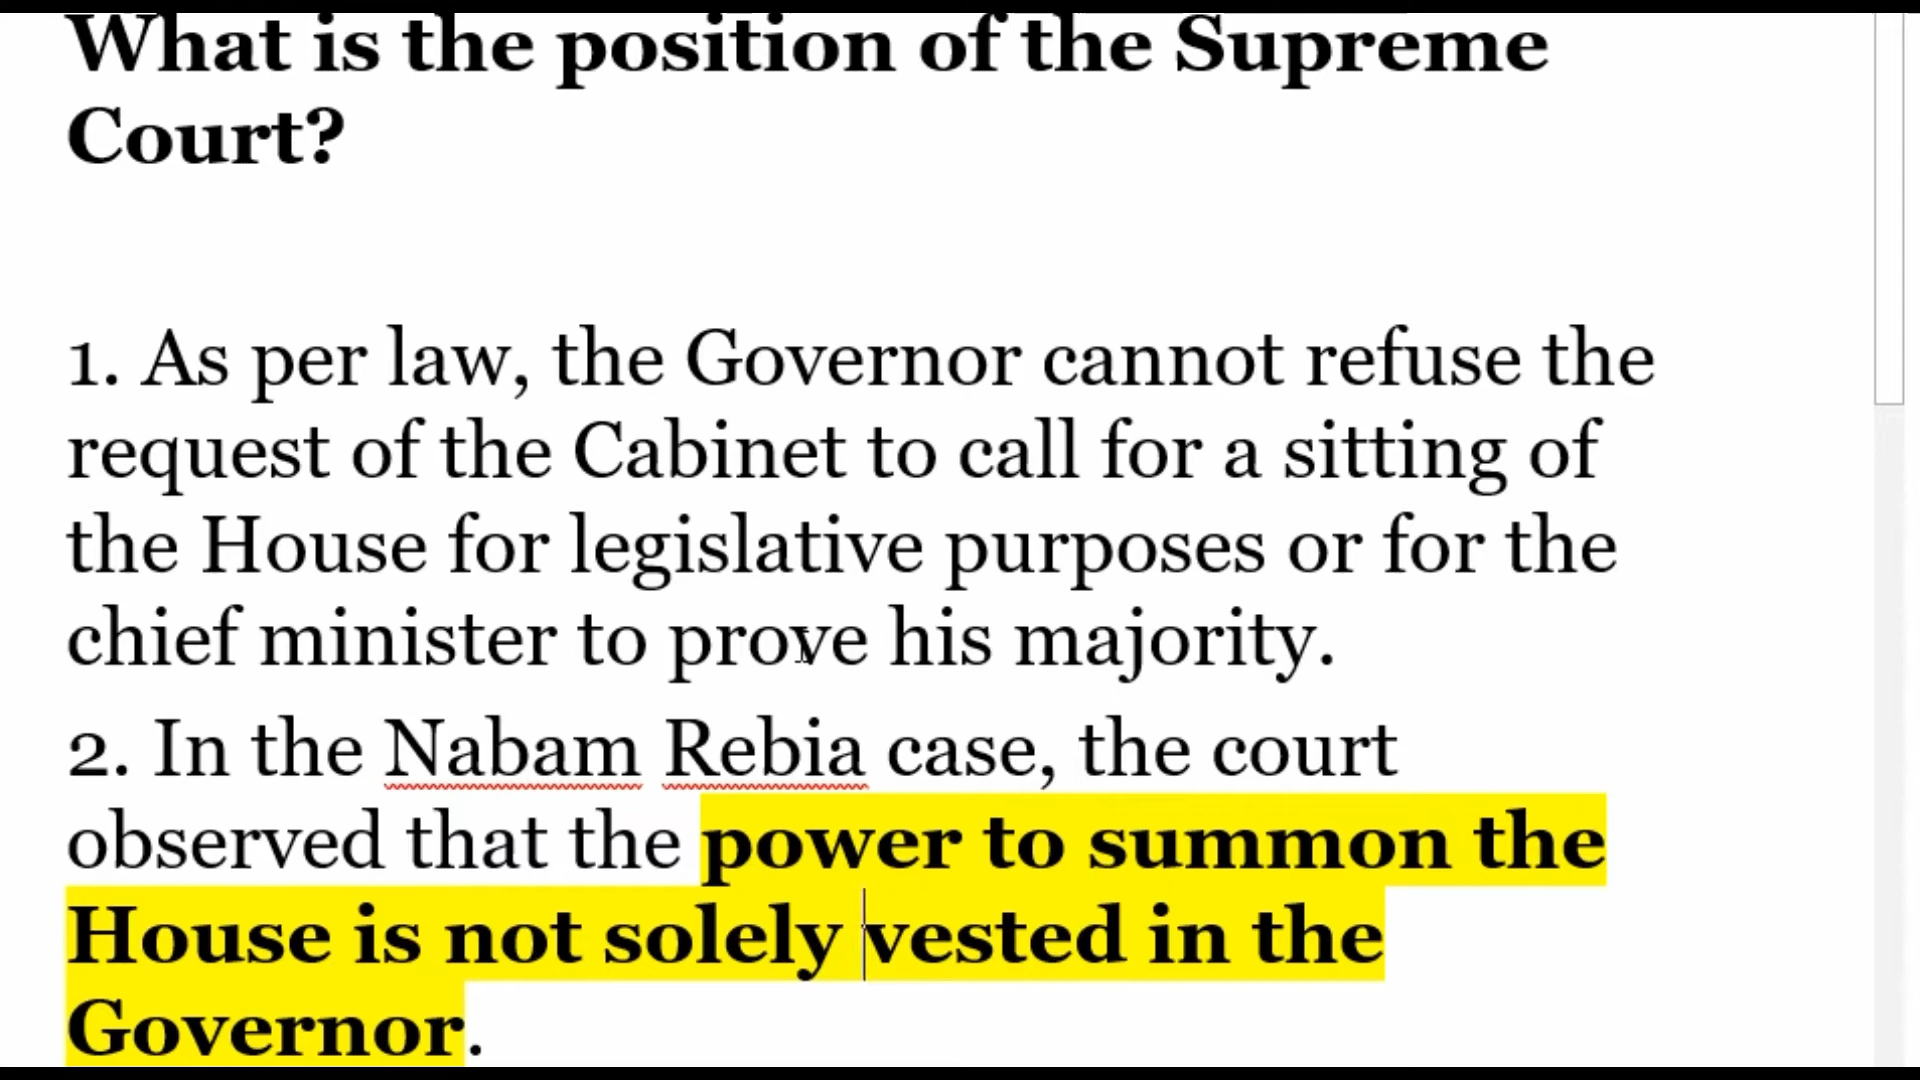 What is the position of the Supreme
Court?
1. As per law, the Governor cannot refuse the
request of the Cabinet to call for a sitting of
the House for legislative purposes or for the
chief minister to prove his majority.
2. In the Nabam Rebia case, the court
observed that the power to summon the
House is not solely vested in the
Governor.